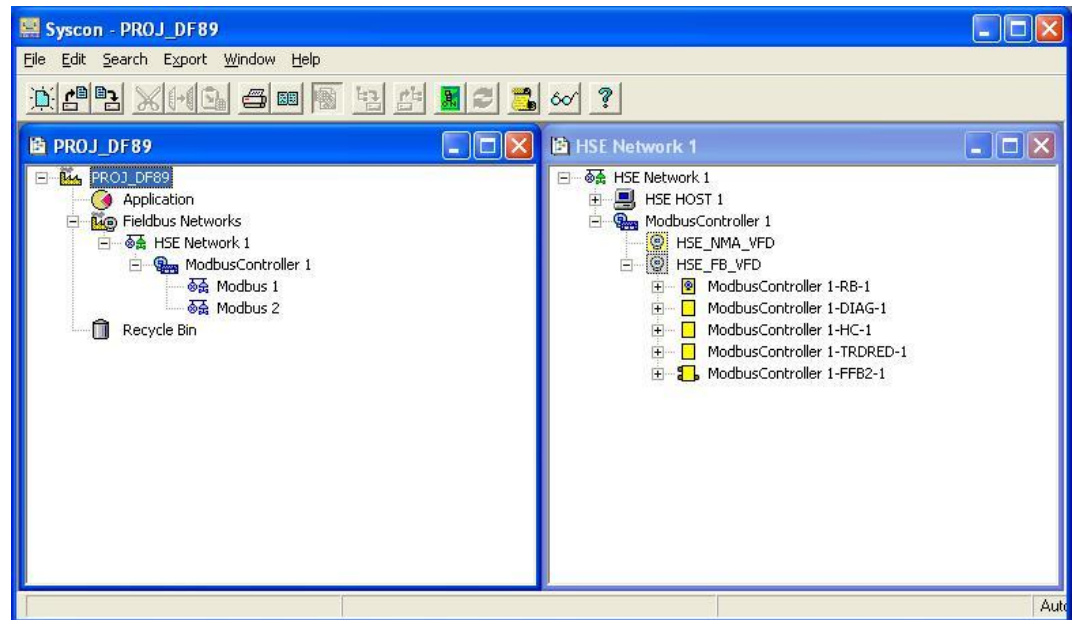 Syscon - PROJ_DF89
File Edit Search Export Window Help
PROJ_DF89
PROJ_DF89
Application
Fieldbus Networks
HSE Network 1
ModbusController 1
Modbus 1
Modbus 2
Recycle Bin
HSE Network 1
HSE Network 1
HSE HOST 1
ModbusController 1
HSE_NMA_VFD
HSE_FB_VFD
ModbusController 1-RB-1
ModbusController 1-DIAG-1
ModbusController 1-HC-1
ModbusController 1-TRDRED-1
ModbusController 1-FFB2-1
Auto